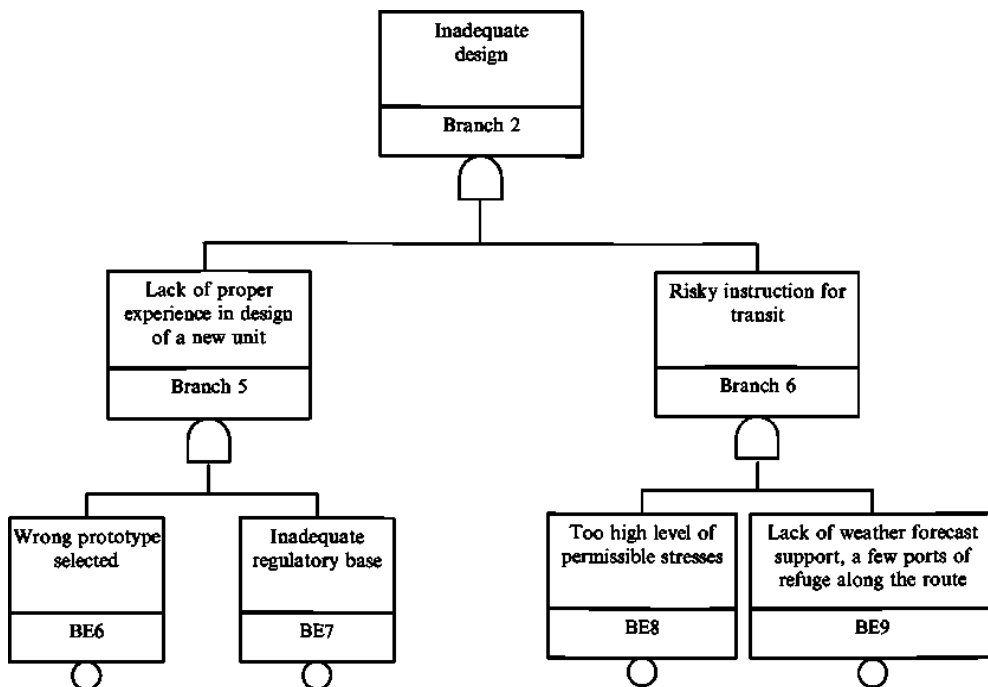 Inadequate
design
Branch 2
Lack of proper
experience in design
of a new unit
Branch 5
Risky instruction for
transit
Branch 6
Wrong prototype
selected
BE6
Inadequate
regulatory base
BE7
Too high level of
permissible stresses
BE8
Lack of weather forecast
support, a few ports of
refuge along the route
BE9